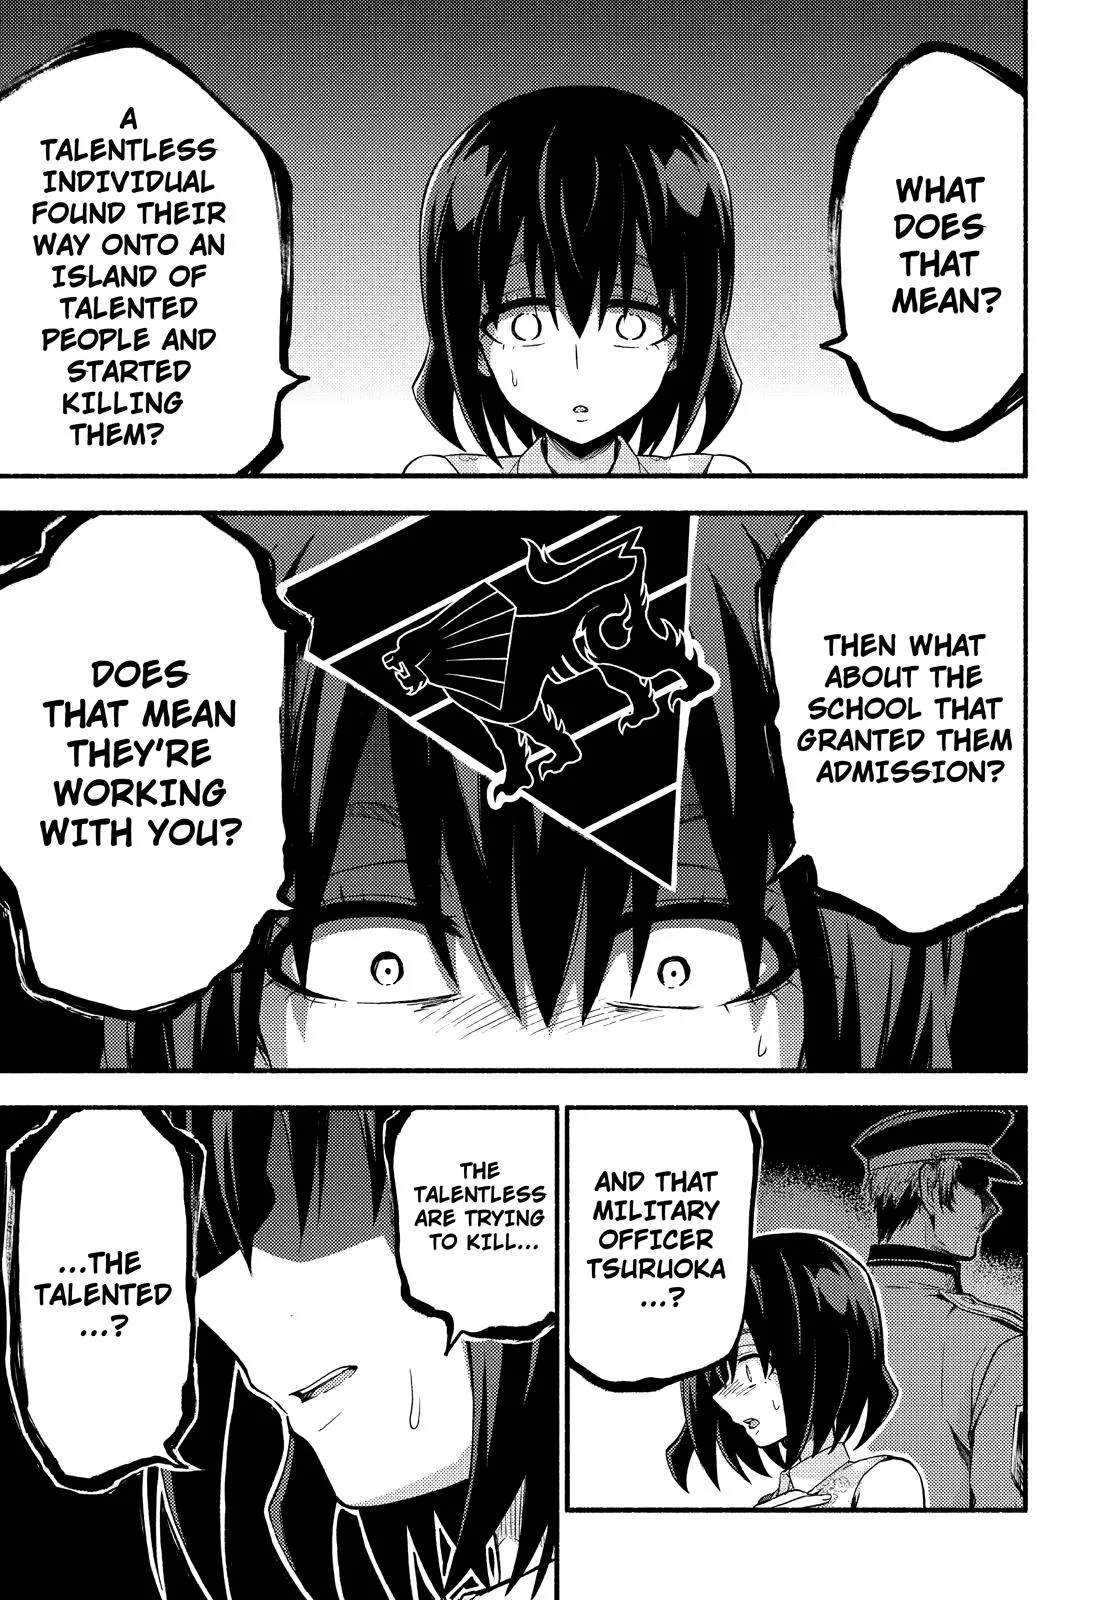 WHAT
DOES
THAT
MEAN?
A
TALENTLESS
INDIVIDUAL
FOUND THEIR
WAY ONTO AN
ISLAND OF
TALENTED
PEOPLE AND
STARTED
KILLING
THEM?
THEN WHAT
ABOUT THE
SCHOOL THAT
GRANTED THEM
ADMISSION?
DOES
THAT MEAN
THEY'RE
WORKING
WITH YOU?
AND THAT
MILITARY
OFFICER
TSURUOKA
...?
THE
TALENTLESS
ARE TRYING
TO KILL...
...THE
TALENTED
...?